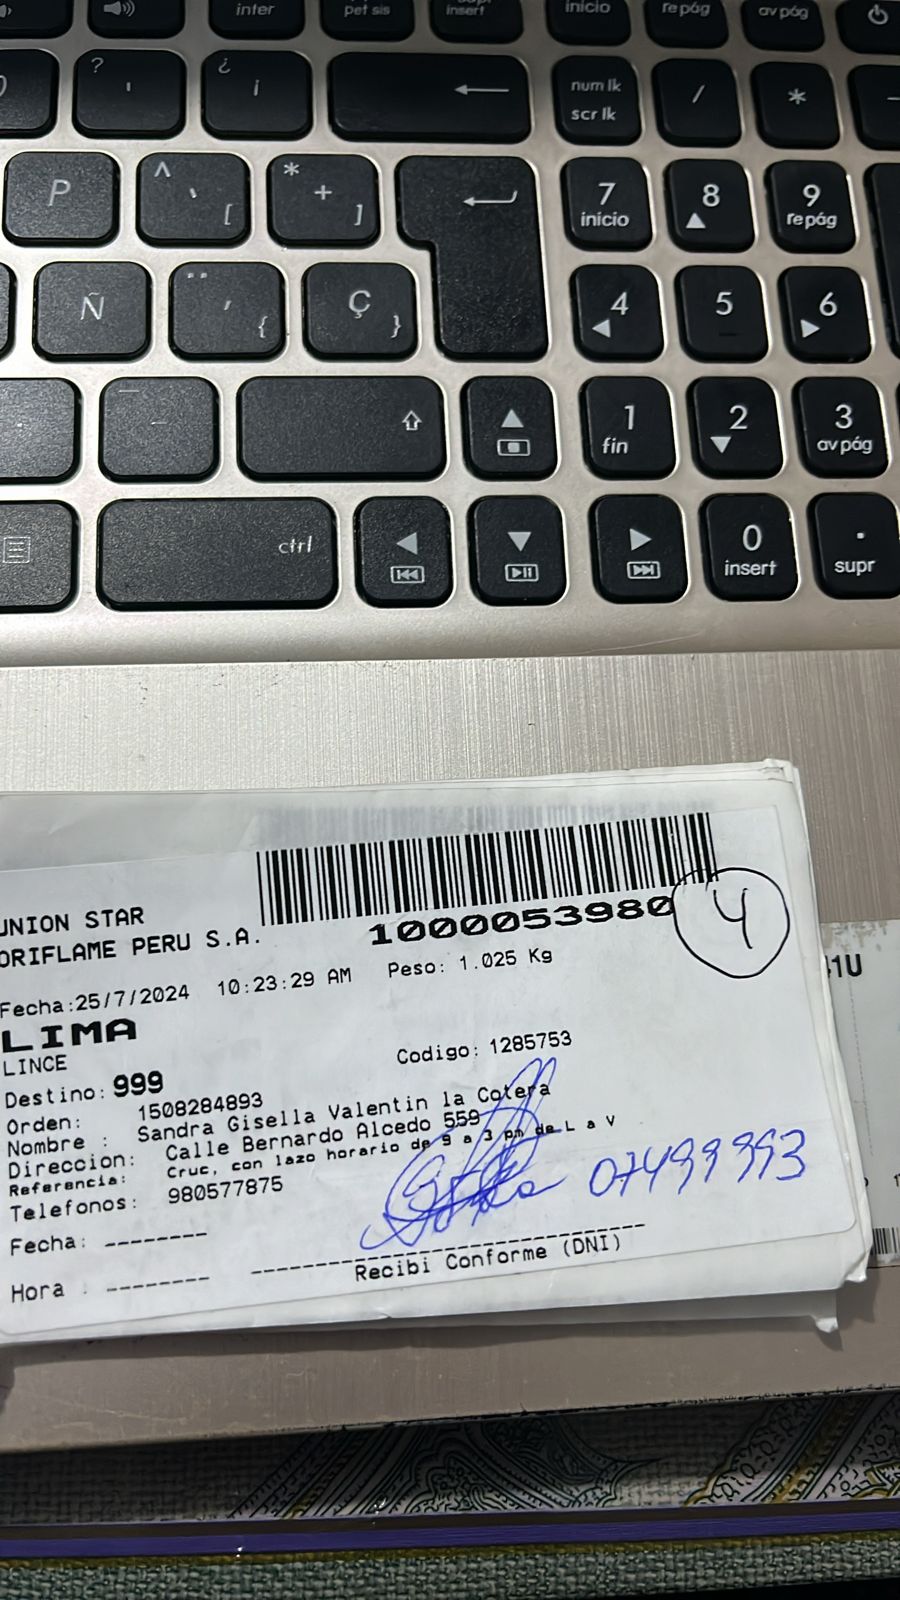 inter
pet sis
insert
inicio
re pág
av pág
?
'
¿
¡
num lk
scr lk
/
*
P
^
`
[
*
+
]
7
inicio
8
9
re pág
Ñ
¨
´
{
Ç
}
4
5
6
1
fin
2
3
av pág
ctrl
0
insert
.
supr
UNION STAR
ORIFLAME PERU S.A.
1000053980
4
41U
Fecha:25/7/2024 10:23:29 AM Peso: 1.025 Kg
LIMA
LINCE
Codigo: 1285753
Destino: 999
Orden: 1508284893
Nombre : Sandra Gisella Valentin la Cotera
Direccion: Calle Bernardo Alcedo 559
Referencia: Cruc, con lazo horario de 9 a 3 pm de L a V
Telefonos: 980577875
07499993
Fecha: --------
Hora : --------
Recibi Conforme (DNI)